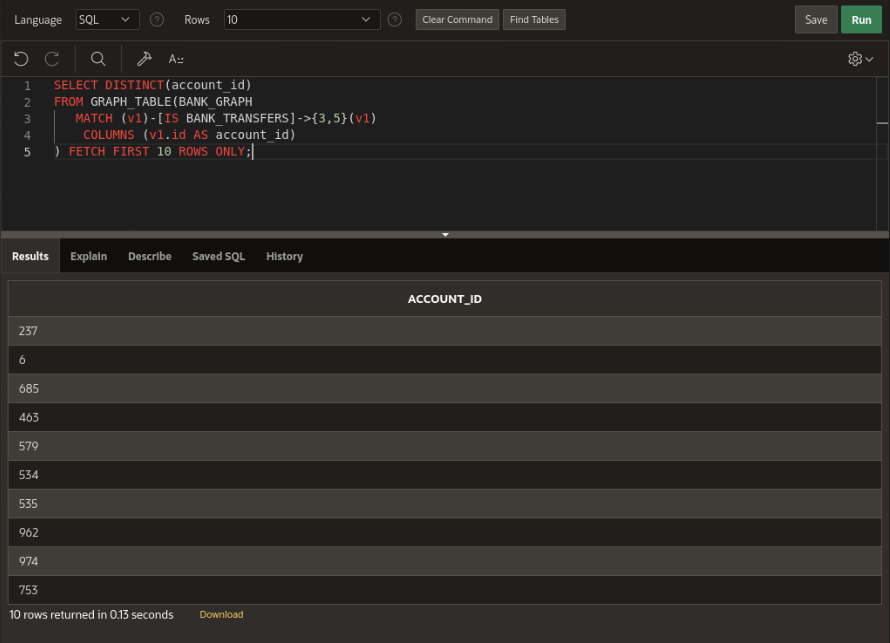 Language SQL ? Rows 10 ? Clear Command Find Tables Save Run
A::
1 SELECT DISTINCT(account_id)
2 FROM GRAPH_TABLE(BANK_GRAPH
3 MATCH (v1)-[IS BANK_TRANSFERS]->{3,5}(v1)
4 COLUMNS (v1.id AS account_id)
5 ) FETCH FIRST 10 ROWS ONLY;
Results Explain Describe Saved SQL History
ACCOUNT_ID
237
6
685
463
579
534
535
962
974
753
10 rows returned in 0.13 seconds Download